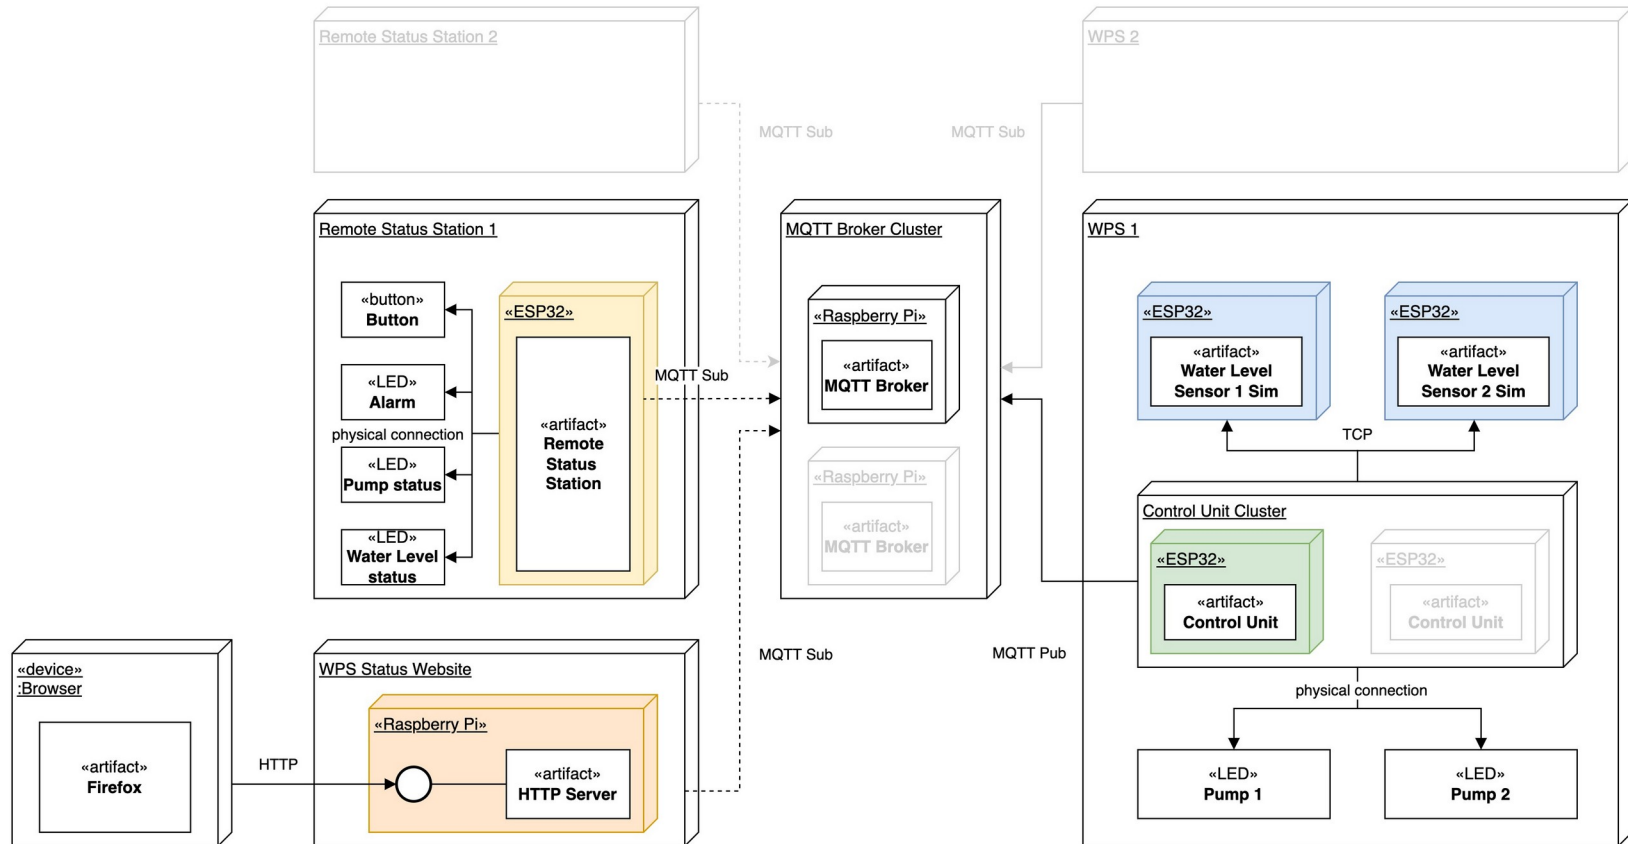 Remote Status Station 2
WPS 2
MQTT Sub
MQTT Sub
Remote Status Station 1
«button»
Button
«LED»
Alarm
physical connection
«LED»
Pump status
«LED»
Water Level
status
«ESP32»
«artifact»
Remote
Status
Station
MQTT Sub
MQTT Broker Cluster
«Raspberry Pi»
«artifact»
MQTT Broker
«Raspberry Pi»
«artifact»
MQTT Broker
WPS 1
«ESP32»
«artifact»
Water Level
Sensor 1 Sim
«ESP32»
«artifact»
Water Level
Sensor 2 Sim
TCP
Control Unit Cluster
«ESP32»
«artifact»
Control Unit
«ESP32»
«artifact»
Control Unit
MQTT Pub
physical connection
«LED»
Pump 1
«LED»
Pump 2
«device»
:Browser
«artifact»
Firefox
HTTP
WPS Status Website
«Raspberry Pi»
«artifact»
HTTP Server
MQTT Sub